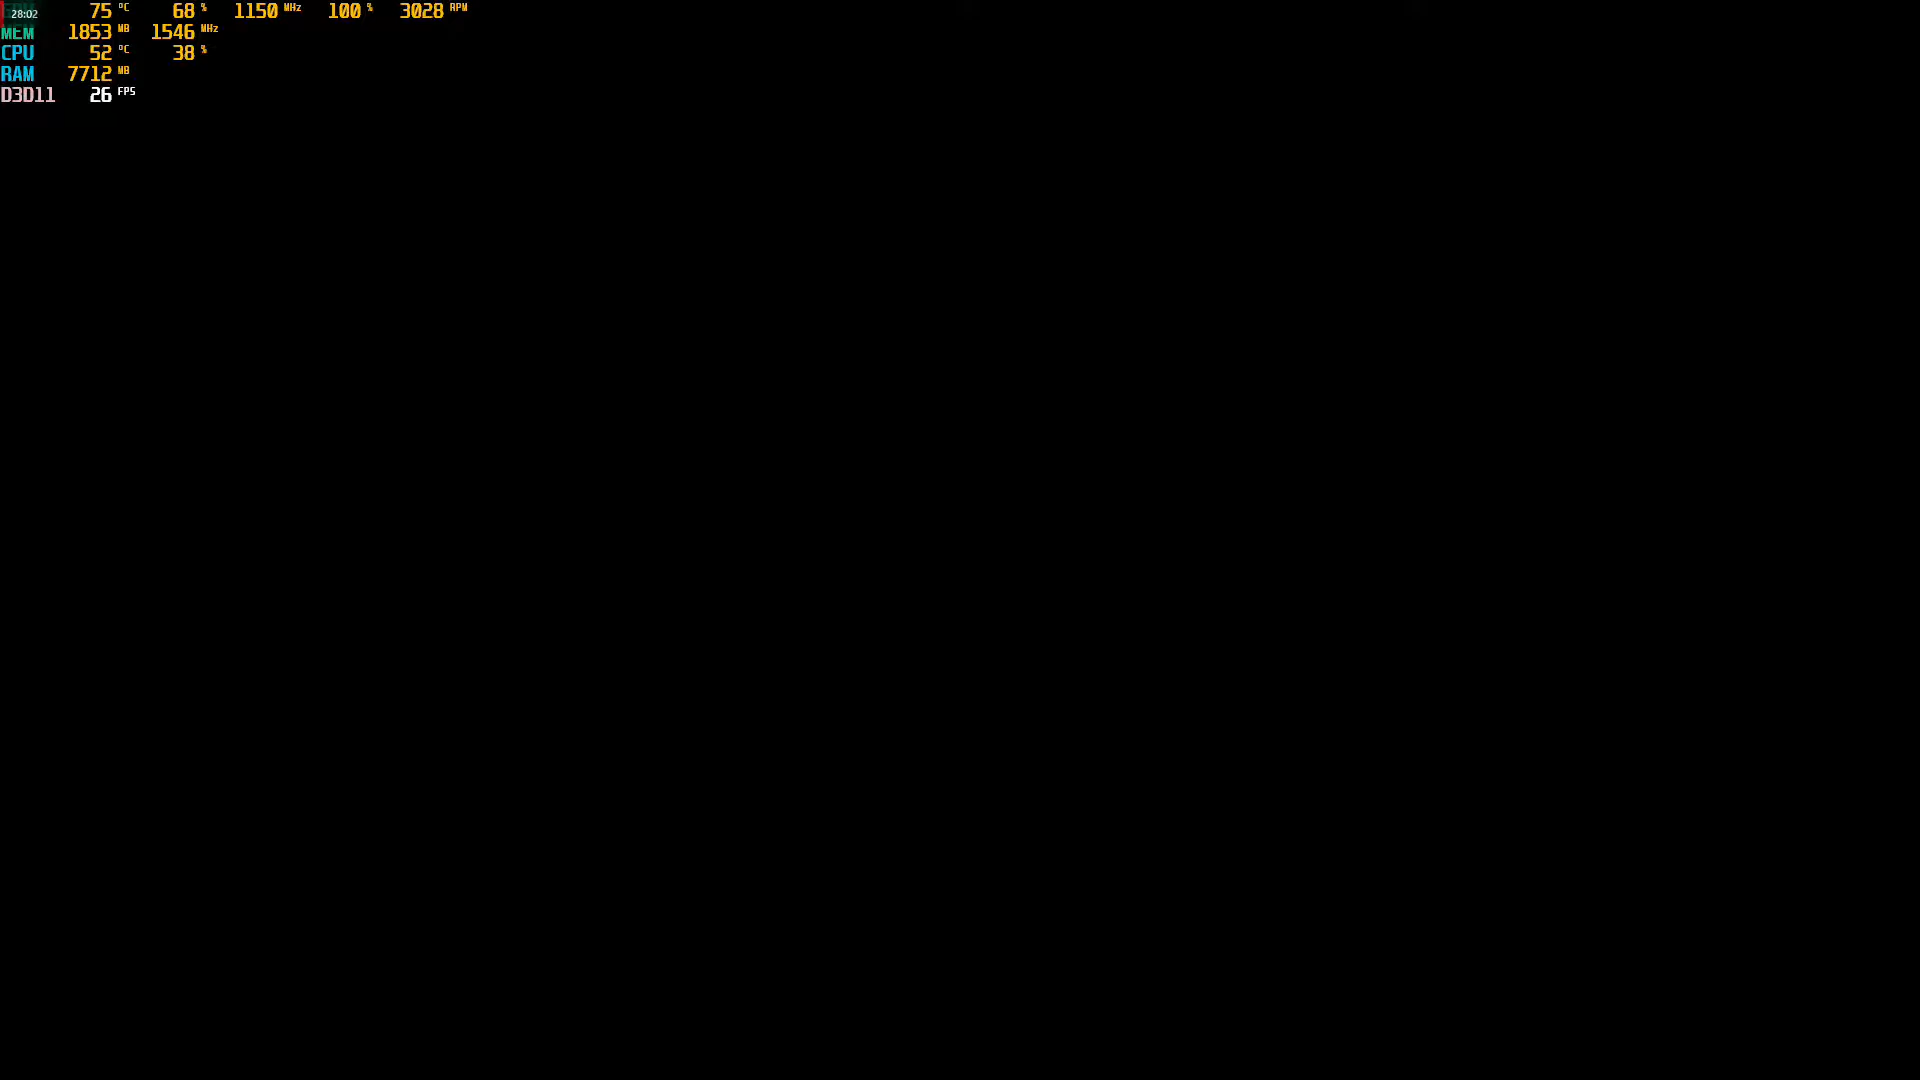 28:02 75 °C 68 % 1150 MHz 100 % 3028 RPM
MEM 1853 MB 1546 MHz
CPU 52 °C 38 %
RAM 7712 MB
D3D11 26 FPS